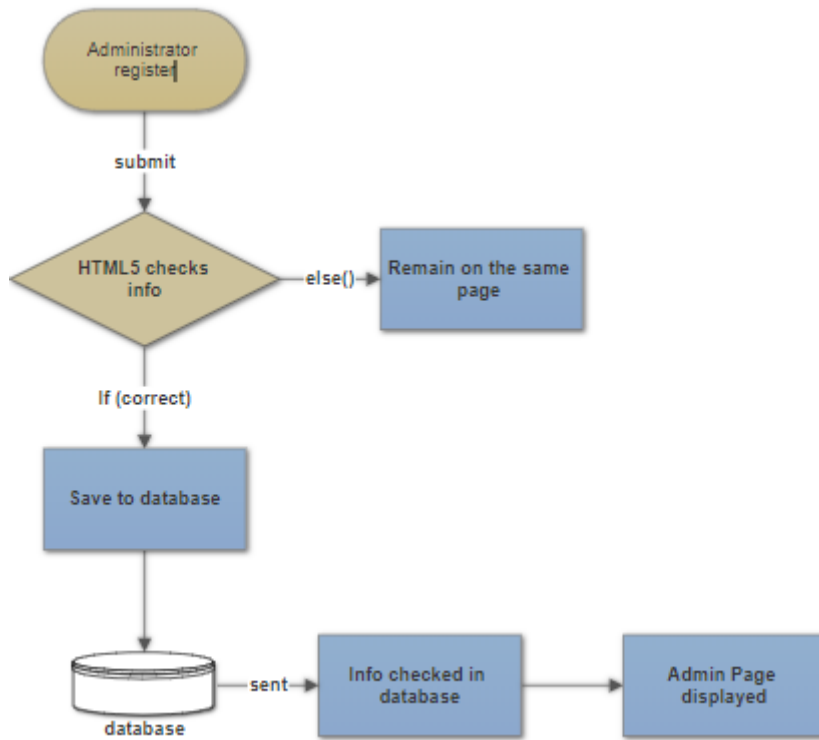 Administrator
register
submit
HTML5 checks
info
else()
Remain on the same
page
If (correct)
Save to database
database
sent
Info checked in
database
Admin Page
displayed